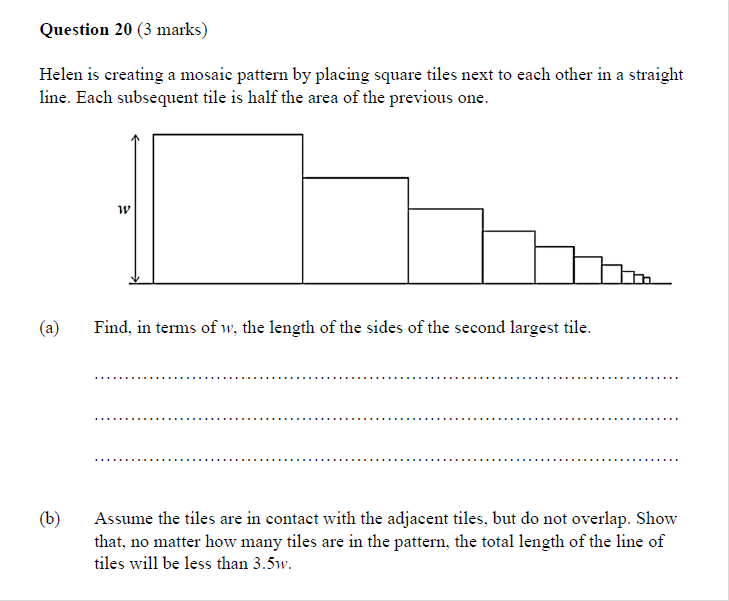 Question 20 (3 marks)
Helen is creating a mosaic pattern by placing square tiles next to each other in a straight
line. Each subsequent tile is half the area of the previous one.
w
(a) Find, in terms of w, the length of the sides of the second largest tile.
(b) Assume the tiles are in contact with the adjacent tiles, but do not overlap. Show
that, no matter how many tiles are in the pattern, the total length of the line of
tiles will be less than 3.5w.